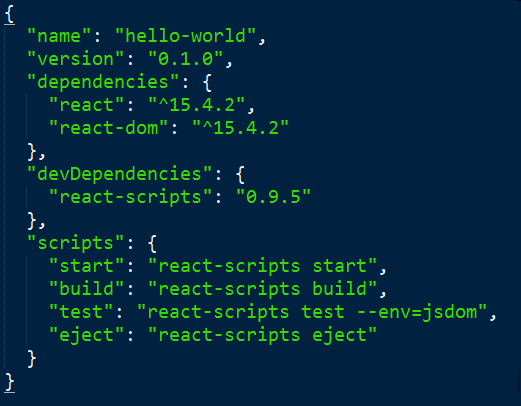 {
  "name": "hello-world",
  "version": "0.1.0",
  "dependencies": {
    "react": "^15.4.2",
    "react-dom": "^15.4.2"
  },
  "devDependencies": {
    "react-scripts": "0.9.5"
  },
  "scripts": {
    "start": "react-scripts start",
    "build": "react-scripts build",
    "test": "react-scripts test --env=jsdom",
    "eject": "react-scripts eject"
  }
}